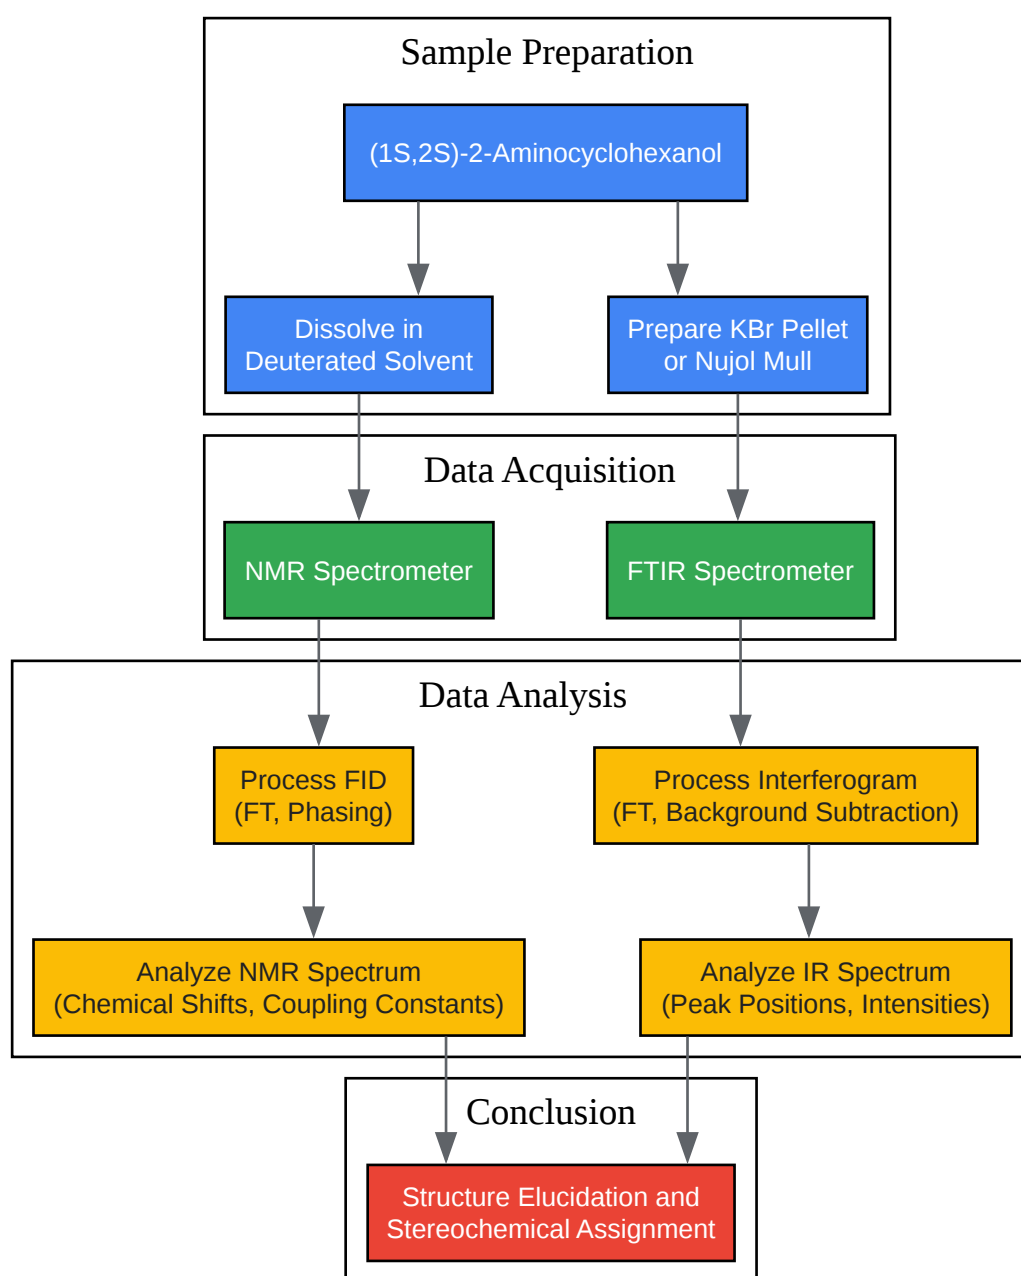 Sample Preparation
(1S,2S)-2-Aminocyclohexanol
Dissolve in
Deuterated Solvent
Prepare KBr Pellet
or Nujol Mull
Data Acquisition
NMR Spectrometer
FTIR Spectrometer
Data Analysis
Process FID
(FT, Phasing)
Process Interferogram
(FT, Background Subtraction)
Analyze NMR Spectrum
(Chemical Shifts, Coupling Constants)
Analyze IR Spectrum
(Peak Positions, Intensities)
Conclusion
Structure Elucidation and
Stereochemical Assignment